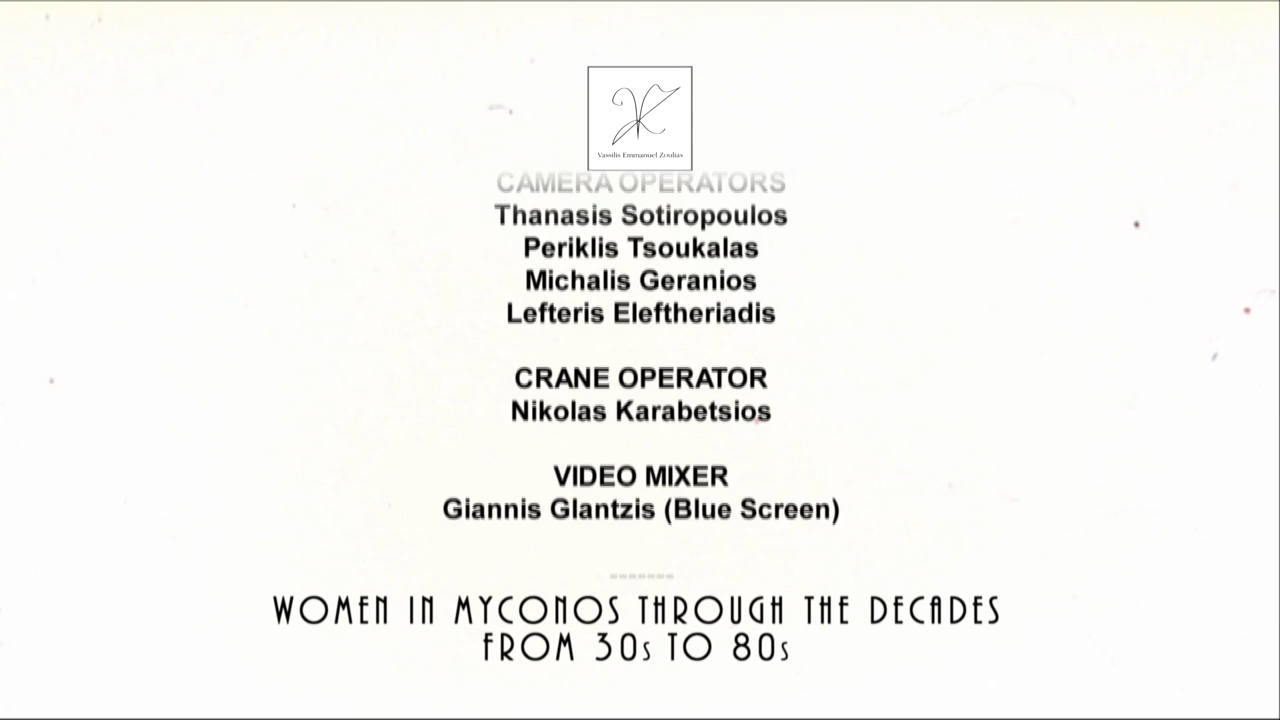 Vassilis Emmanuel Zoulias
CAMERA OPERATORS
Thanasis Sotiropoulos
Periklis Tsoukalas
Michalis Geranios
Lefteris Eleftheriadis
CRANE OPERATOR
Nikolas Karabetsios
VIDEO MIXER
Giannis Glantzis (Blue Screen)
-------
WOMEN IN MYCONOS THROUGH THE DECADES
FROM 30s TO 80s